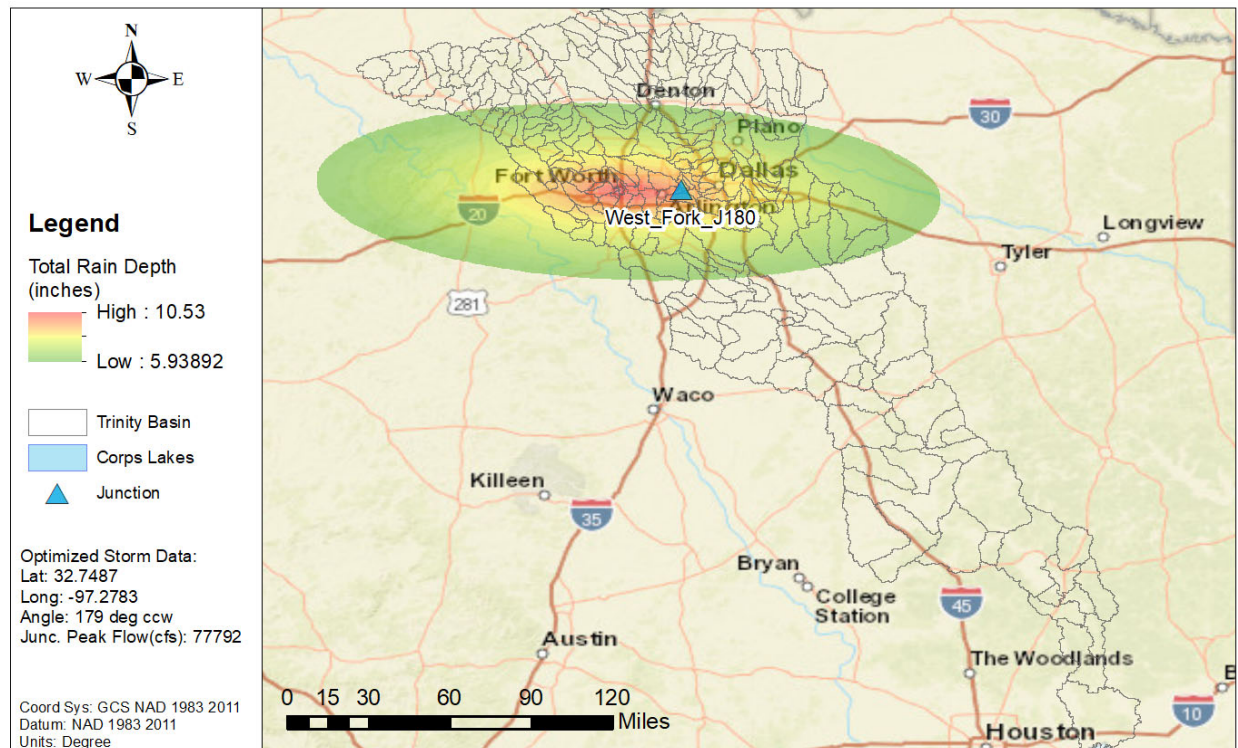 N
W
E
S
Legend
Total Rain Depth
(inches)
High : 10.53
Low : 5.93892
Trinity Basin
Corps Lakes
Junction
Optimized Storm Data:
Lat: 32.7487
Long: -97.2783
Angle: 179 deg ccw
Junc. Peak Flow(cfs): 77792
Coord Sys: GCS NAD 1983 2011
Datum: NAD 1983 2011
Units: Degree
Denton
30
Plano
Fort Worth
Dallas
20
Arlington
West_Fork_J180
Longview
Tyler
281
Waco
Killeen
35
Bryan
College
Station
45
Austin
The Woodlands
B
10
Houston
0 15 30 60 90 120
Miles